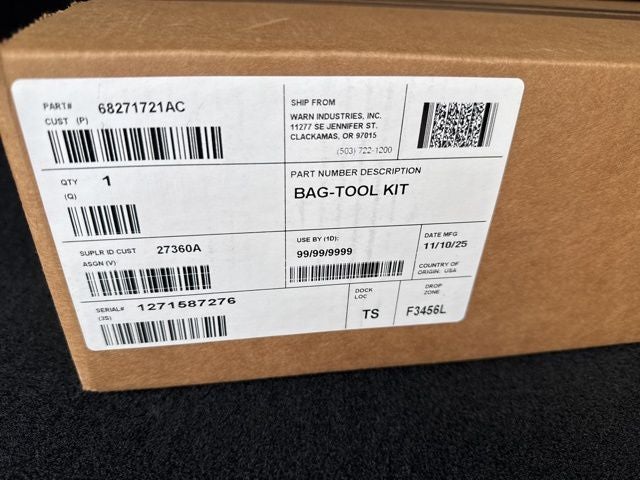 PART# 68271721AC
CUST (P)
SHIP FROM
WARN INDUSTRIES, INC.
11277 SE JENNIFER ST.
CLACKAMAS, OR 97015
(503) 722-1200
QTY 1
(Q)
PART NUMBER DESCRIPTION
BAG-TOOL KIT
SUPLR ID CUST 27360A
ASGN (V)
USE BY (1D):
99/99/9999
DATE MFG
11/10/25
COUNTRY OF
ORIGIN: USA
SERIAL# 1271587276
(3S)
DOCK
LOC
TS
DROP
ZONE
F3456L